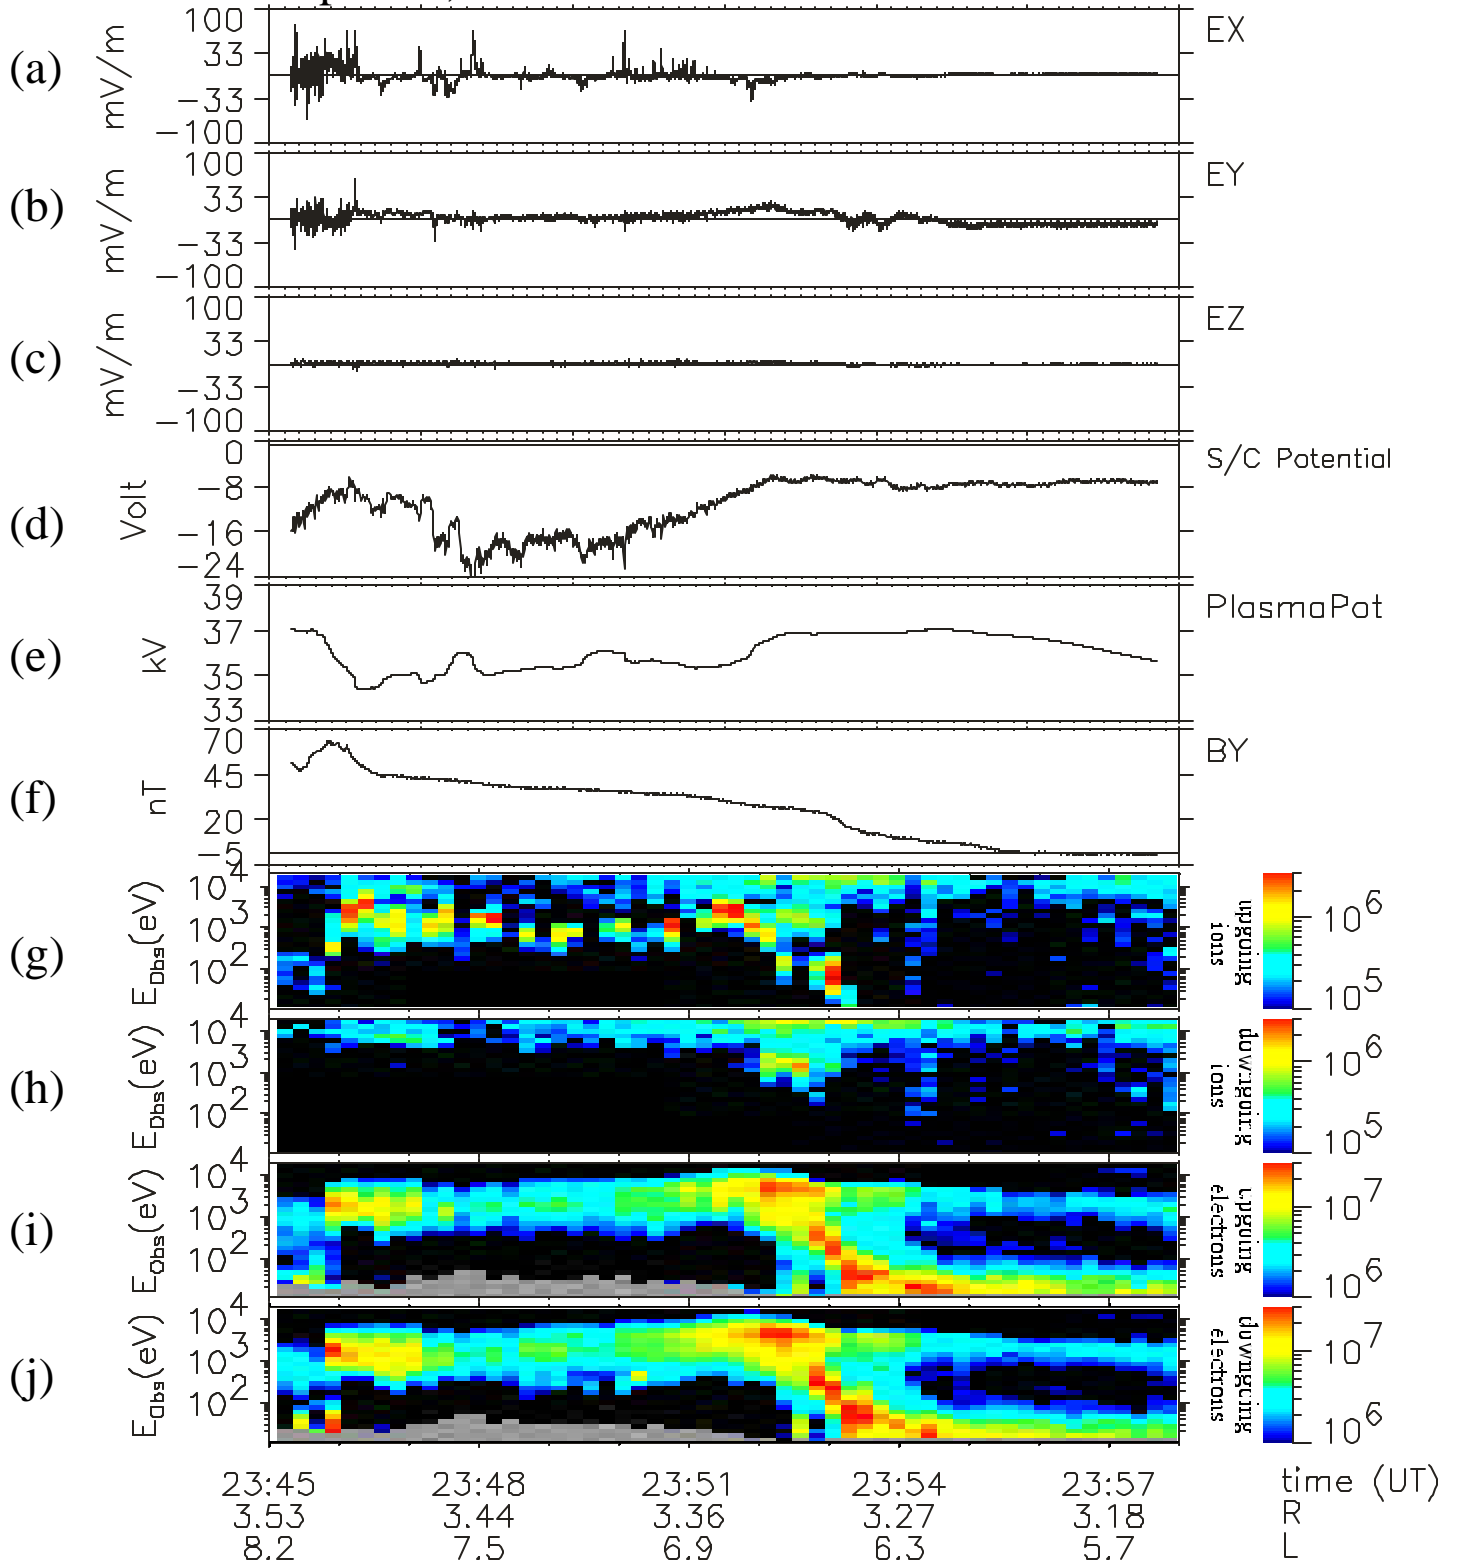 (a)
mV/m
100
33
−33
−100
EX
(b)
mV/m
100
33
−33
−100
EY
(c)
mV/m
100
33
−33
−100
EZ
(d)
Volt
0
−8
−16
−24
S/C Potential
(e)
kV
39
37
35
33
PlasmaPot
(f)
nT
70
45
20
−5
BY
(g)
E_Obs(eV)
10^4
10^3
10^2
upgoing
ions
10^6
10^5
(h)
E_Obs(eV)
10^4
10^3
10^2
downgoing
ions
10^6
10^5
(i)
E_Obs(eV)
10^4
10^3
10^2
upgoing
electrons
10^7
10^6
(j)
E_Obs(eV)
10^4
10^3
10^2
downgoing
electrons
10^7
10^6
23:45 23:48 23:51 23:54 23:57 time (UT)
3.53 3.44 3.36 3.27 3.18 R
8.2 7.5 6.9 6.3 5.7 L